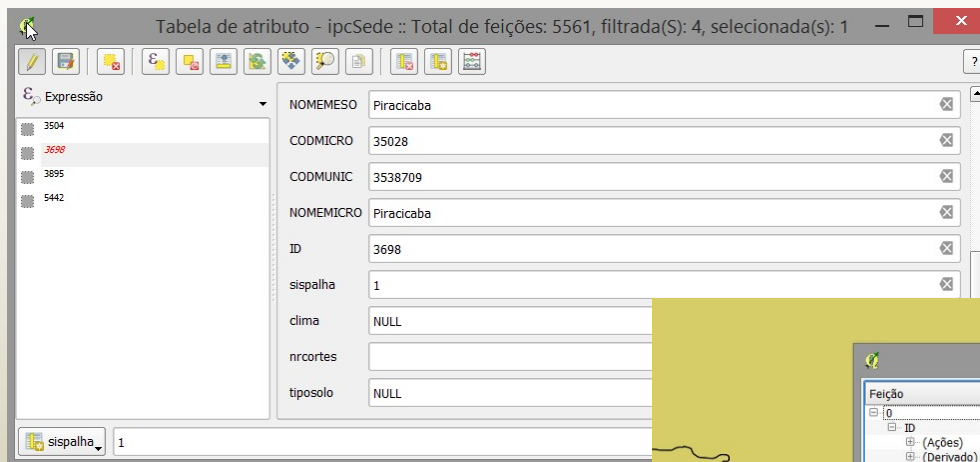 Tabela de atributo - ipcSede :: Total de feições: 5561, filtrada(S): 4, selecionada(s): 1
?
Expressão
3504
3698
3895
5442
NOMEMESO Piracicaba
CODMICRO 35028
CODMUNIC 3538709
NOMEMICRO Piracicaba
ID 3698
sispalha 1
clima NULL
nrcortes
tiposolo NULL
sispalha 1
Feição
0
ID
(Ações)
(Derivado)